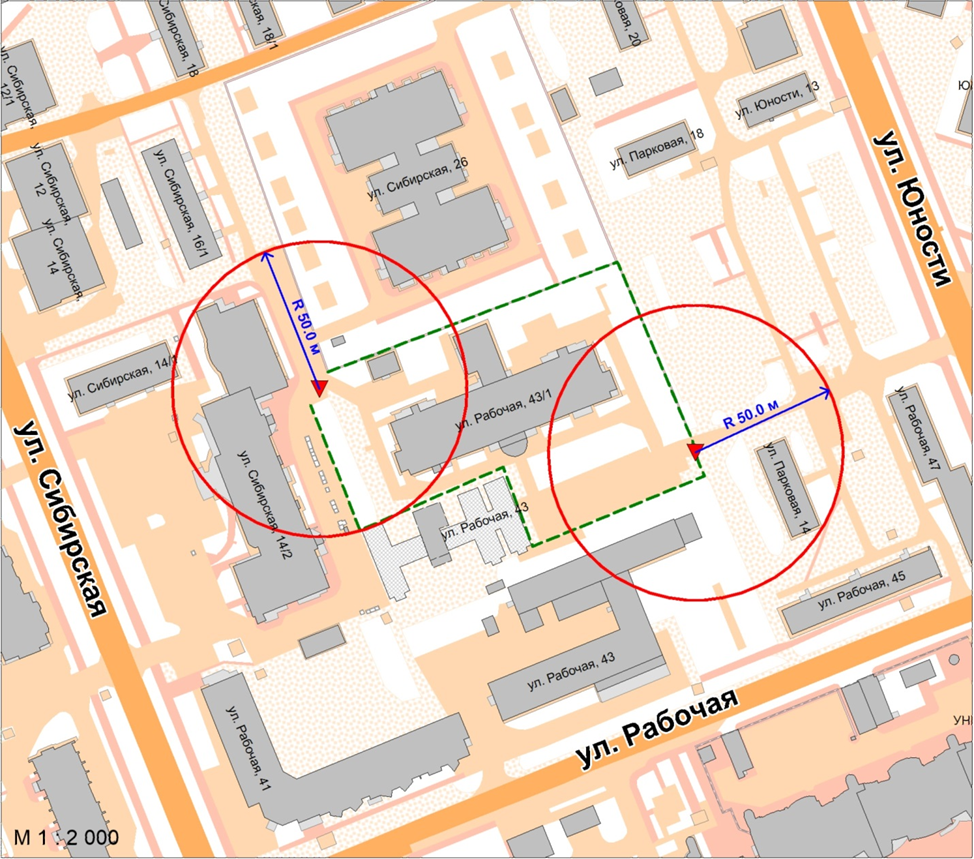 ул. Сибирская, 12/1
Сибирская, 18
Сибирская, 18/1
Парковая, 20
ул. Юности, 13
ул. Парковая, 18
ул. Юности
ул. Сибирская, 12
ул. Сибирская, 14
ул. Сибирская, 16/1
ул. Сибирская, 26
R 50.0 м
ул. Сибирская, 14/1
ул. Рабочая, 43/1
R 50.0 м
ул. Рабочая, 47
ул. Сибирская
ул. Сибирская, 14/2
ул. Рабочая, 43
ул. Парковая, 14
ул. Рабочая, 45
ул. Рабочая, 43
ул. Рабочая
ул. Рабочая, 41
М 1 : 2 000